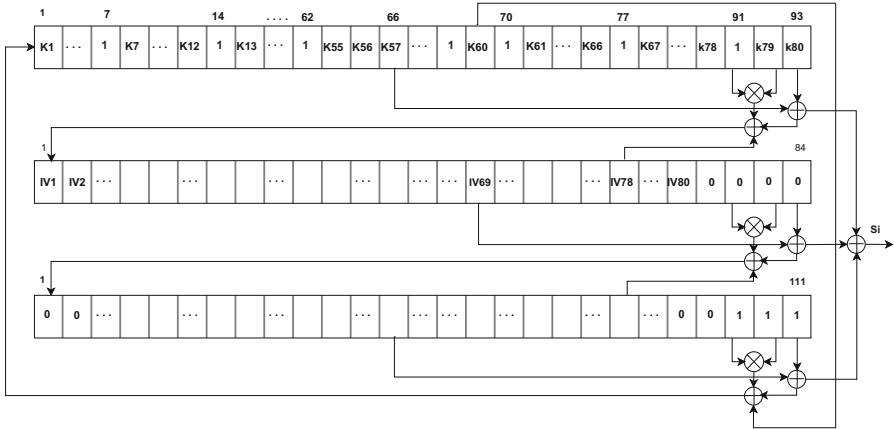 1 7 14 .... 62 66 70 77 91 93
K1 ... 1 K7 ... K12 1 K13 ... 1 K55 K56 K57 ... 1 K60 1 K61 ... K66 1 K67 ... k78 1 k79 k80
1 84
IV1 IV2 ... ... ... ... ... IV69 ... ... IV78 ... IV80 0 0 0 0
Si
1 111
0 0 ... ... ... ... ... ... ... ... ... 0 0 1 1 1